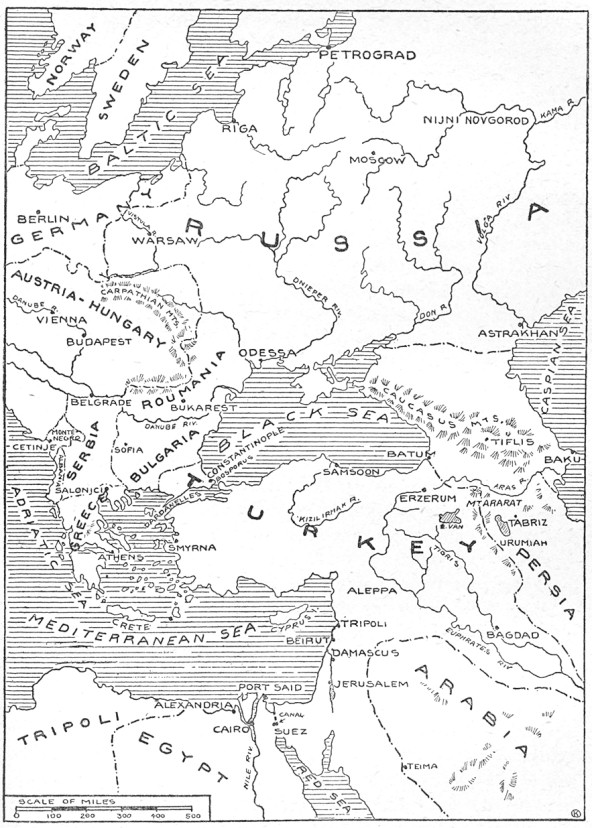 NORWAY
SWEDEN
BALTIC SEA
PETROGRAD
RIGA
NIJNI NOVGOROD
KAMA R.
MOSCOW
BERLIN
GERMANY
VISTULA R.
WARSAW
RUSSIA
VOLGA RIV
AUSTRIA-HUNGARY
CARPATHIAN MTS.
DANUBE
VIENNA
BUDAPEST
DNIEPER RIV.
DON R.
ASTRAKHAN
CASPIAN SEA
ODESSA
ROUMANIA
BELGRADE
BUKAREST
DANUBE RIV.
BLACK SEA
CAUCASUS MTS.
TIFLIS
BATUM
BAKU
MONTE-
NEGRO
CETINJE
SERBIA
SOFIA
BULGARIA
CONSTANTINOPLE
BOSPORUS
SALONICI
DARDANELLES
ADRIATIC SEA
GREECE
ATHENS
SMYRNA
SAMSOON
KIZIL IRMAK R.
TURKEY
ERZERUM
ARAS R.
MT ARARAT
L. VAN
TABRIZ
URUMIAH
PERSIA
TIGRIS
ALEPPA
BAGDAD
EUPHRATES RIV
CRETE
MEDITERRANEAN SEA
CYPRUS I.
TRIPOLI
BEIRUT
DAMASCUS
JERUSALEM
ARABIA
PORT SAID
ALEXANDRIA
CANAL
CAIRO
SUEZ
TRIPOLI
EGYPT
NILE RIV.
RED SEA
TEIMA
SCALE OF MILES
0 100 200 300 400 500
K